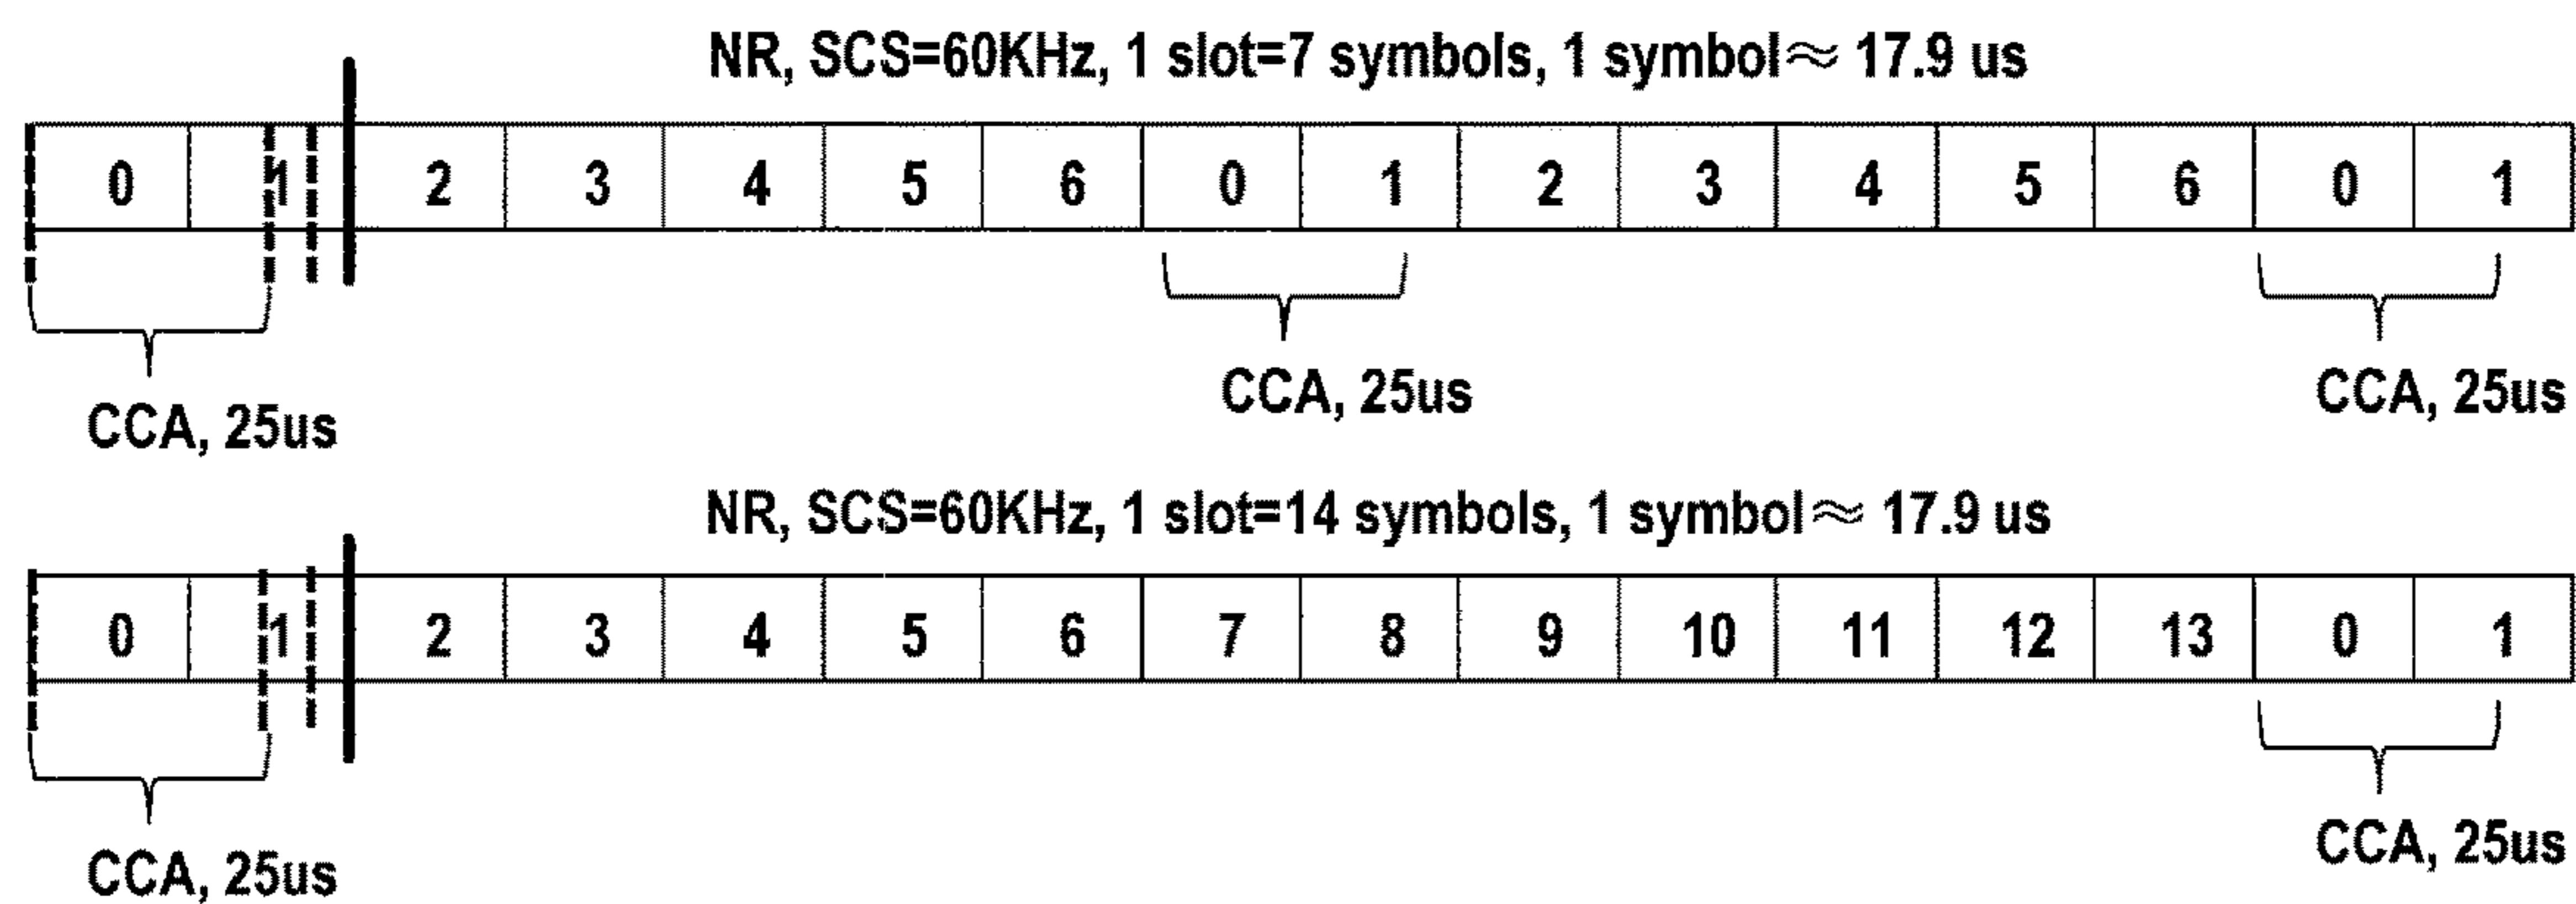 NR, SCS=60KHz, 1 slot=7 symbols, 1 symbol≈ 17.9 us
0 1 2 3 4 5 6 0 1 2 3 4 5 6 0 1
CCA, 25us CCA, 25us CCA, 25us
NR, SCS=60KHz, 1 slot=14 symbols, 1 symbol≈ 17.9 us
0 1 2 3 4 5 6 7 8 9 10 11 12 13 0 1
CCA, 25us CCA, 25us